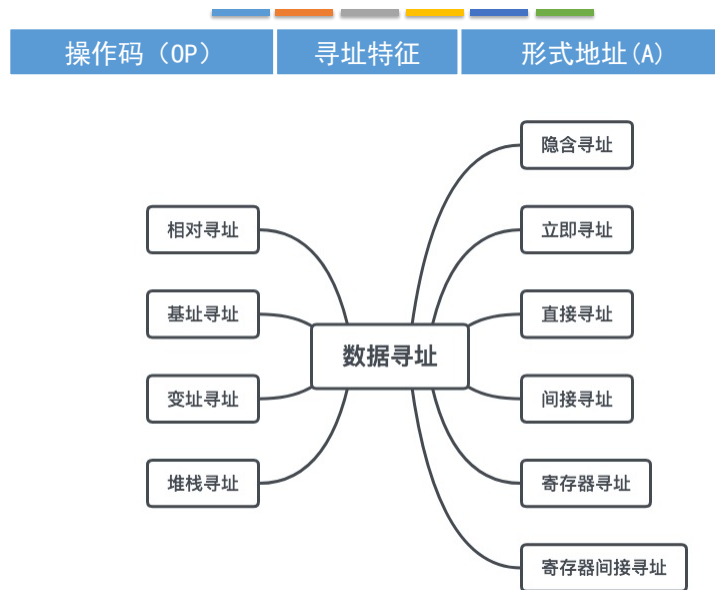 操作码（OP）
寻址特征
形式地址(A)
隐含寻址
相对寻址
立即寻址
基址寻址
直接寻址
数据寻址
变址寻址
间接寻址
堆栈寻址
寄存器寻址
寄存器间接寻址